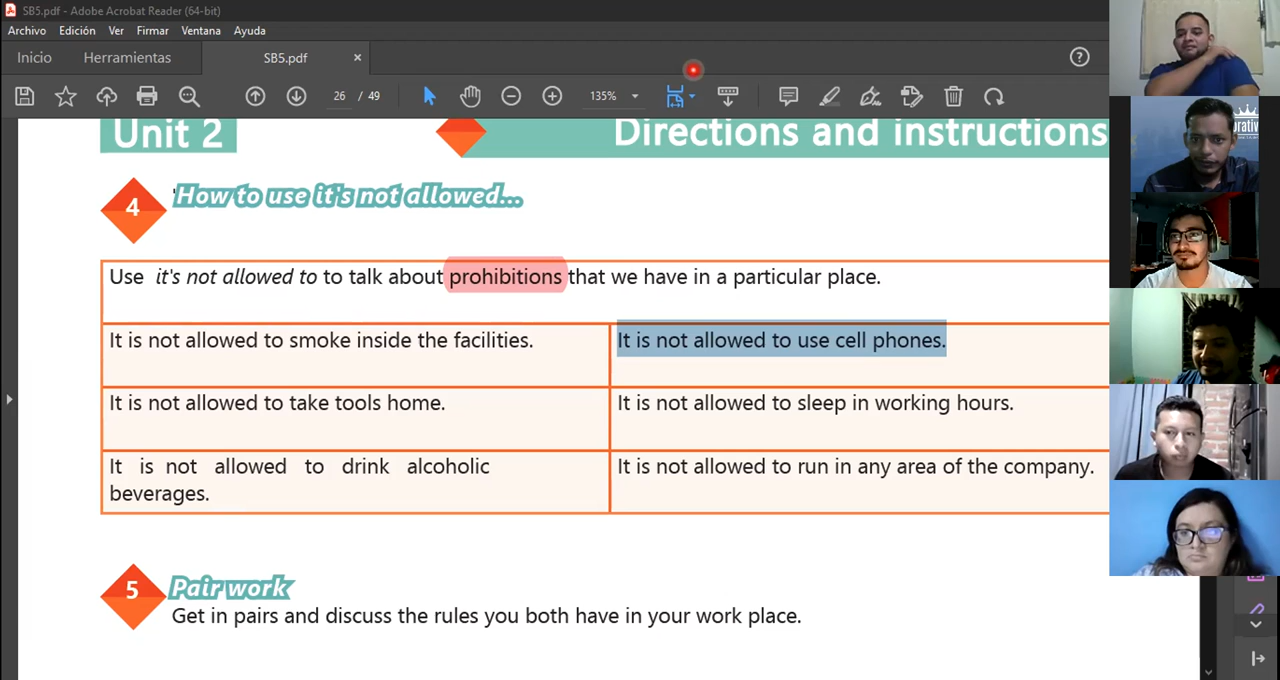 SB5.pdf - Adobe Acrobat Reader (64-bit)
Archivo Edición Ver Firmar Ventana Ayuda
Inicio Herramientas SB5.pdf ×
26 / 49 135%
Unit 2 Directions and instructions
4 How to use it's not allowed...
Use it's not allowed to to talk about prohibitions that we have in a particular place.
It is not allowed to smoke inside the facilities. It is not allowed to use cell phones.
It is not allowed to take tools home. It is not allowed to sleep in working hours.
It is not allowed to drink alcoholic It is not allowed to run in any area of the company.
beverages.
5 Pair work
Get in pairs and discuss the rules you both have in your work place.